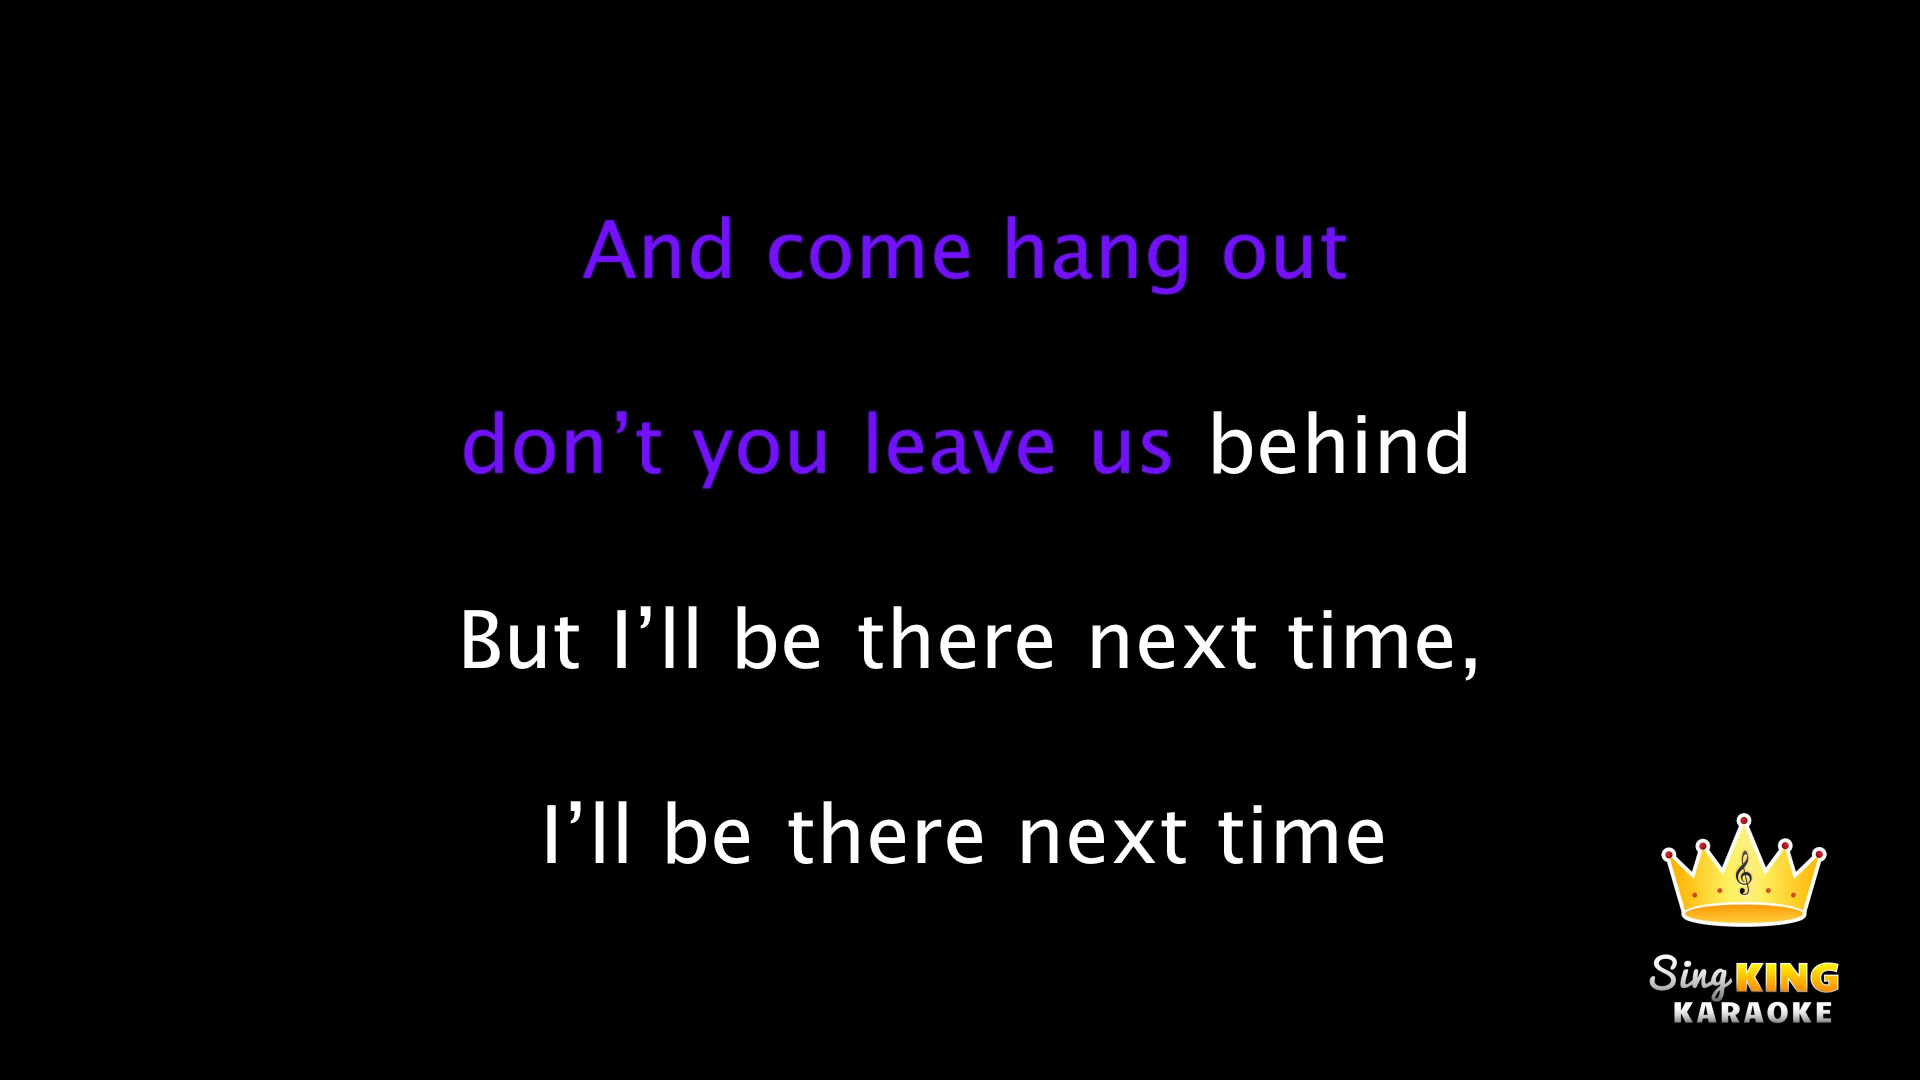 And come hang out
don’t you leave us behind
But I’ll be there next time,
I’ll be there next time
Sing KING
KARAOKE